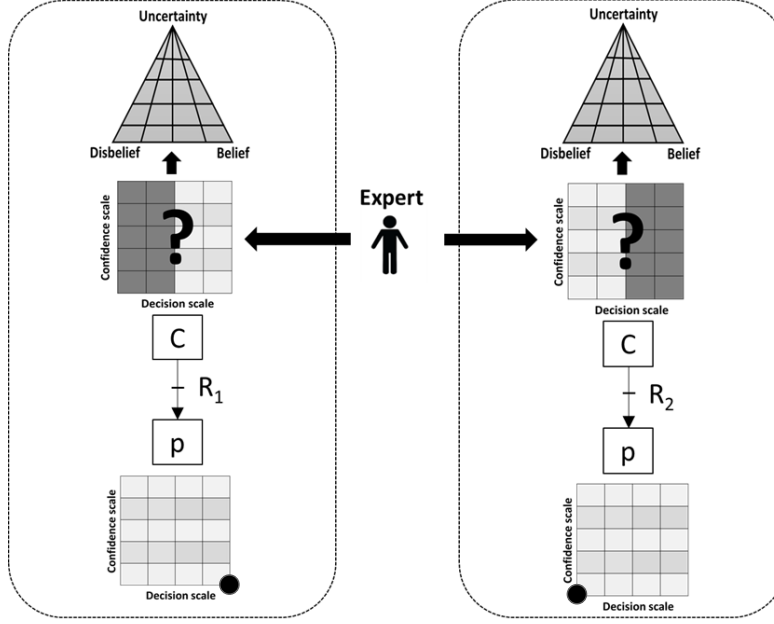 Uncertainty
Disbelief
Belief
Confidence scale
?
Decision scale
C
R1
p
Confidence scale
Decision scale
Expert
Uncertainty
Disbelief
Belief
Confidence scale
?
Decision scale
C
R2
p
Confidence scale
Decision scale